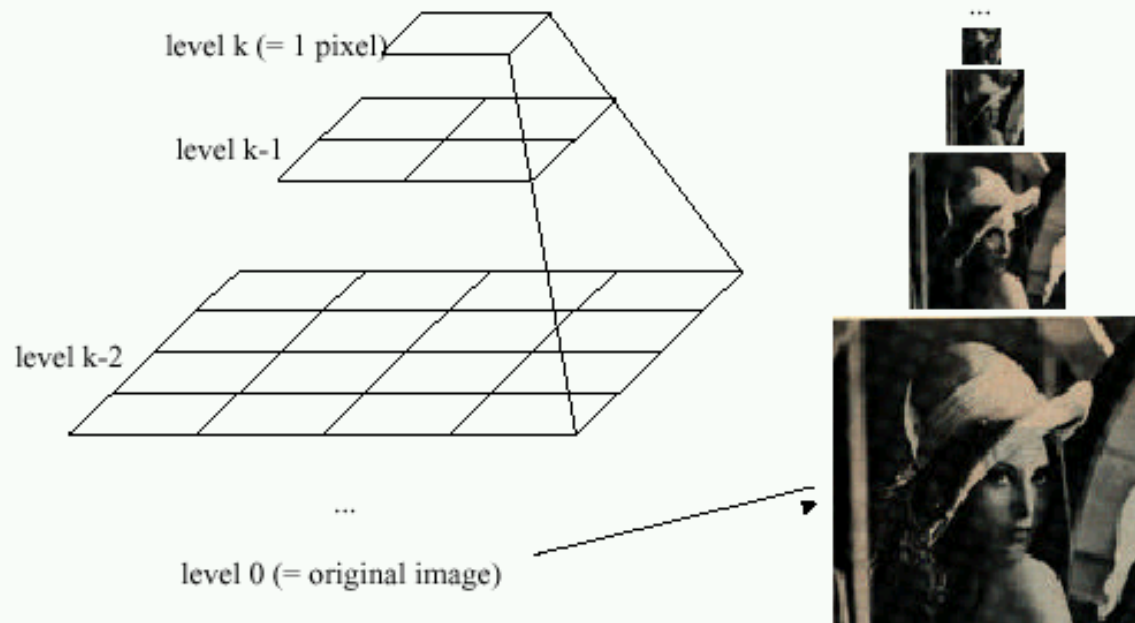 ...
level k (= 1 pixel)
level k-1
level k-2
...
level 0 (= original image)